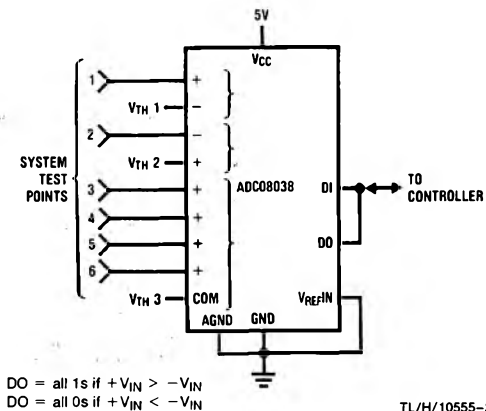 5V
VCC
1
+
VTH 1
−
2
−
VTH 2
+
SYSTEM
TEST
POINTS
3
+
ADC08038
DI
TO
CONTROLLER
4
+
5
+
DO
6
+
VTH 3
COM
VREFIN
AGND
GND
DO = all 1s if +VIN > −VIN
DO = all 0s if +VIN < −VIN
TL/H/10555–